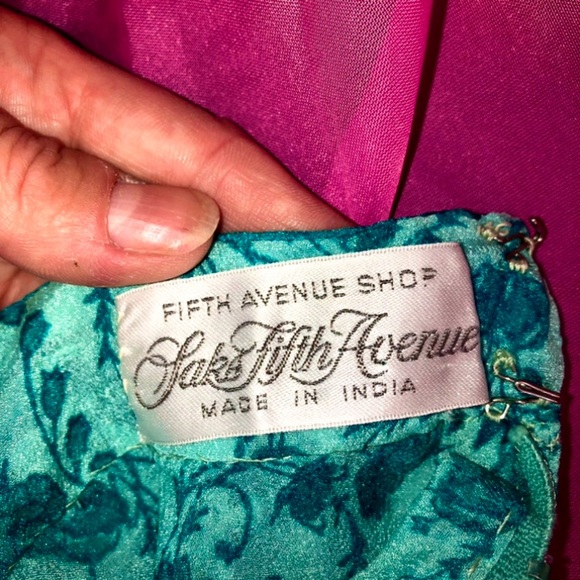 FIFTH AVENUE SHOP
Saks Fifth Avenue
MADE IN INDIA